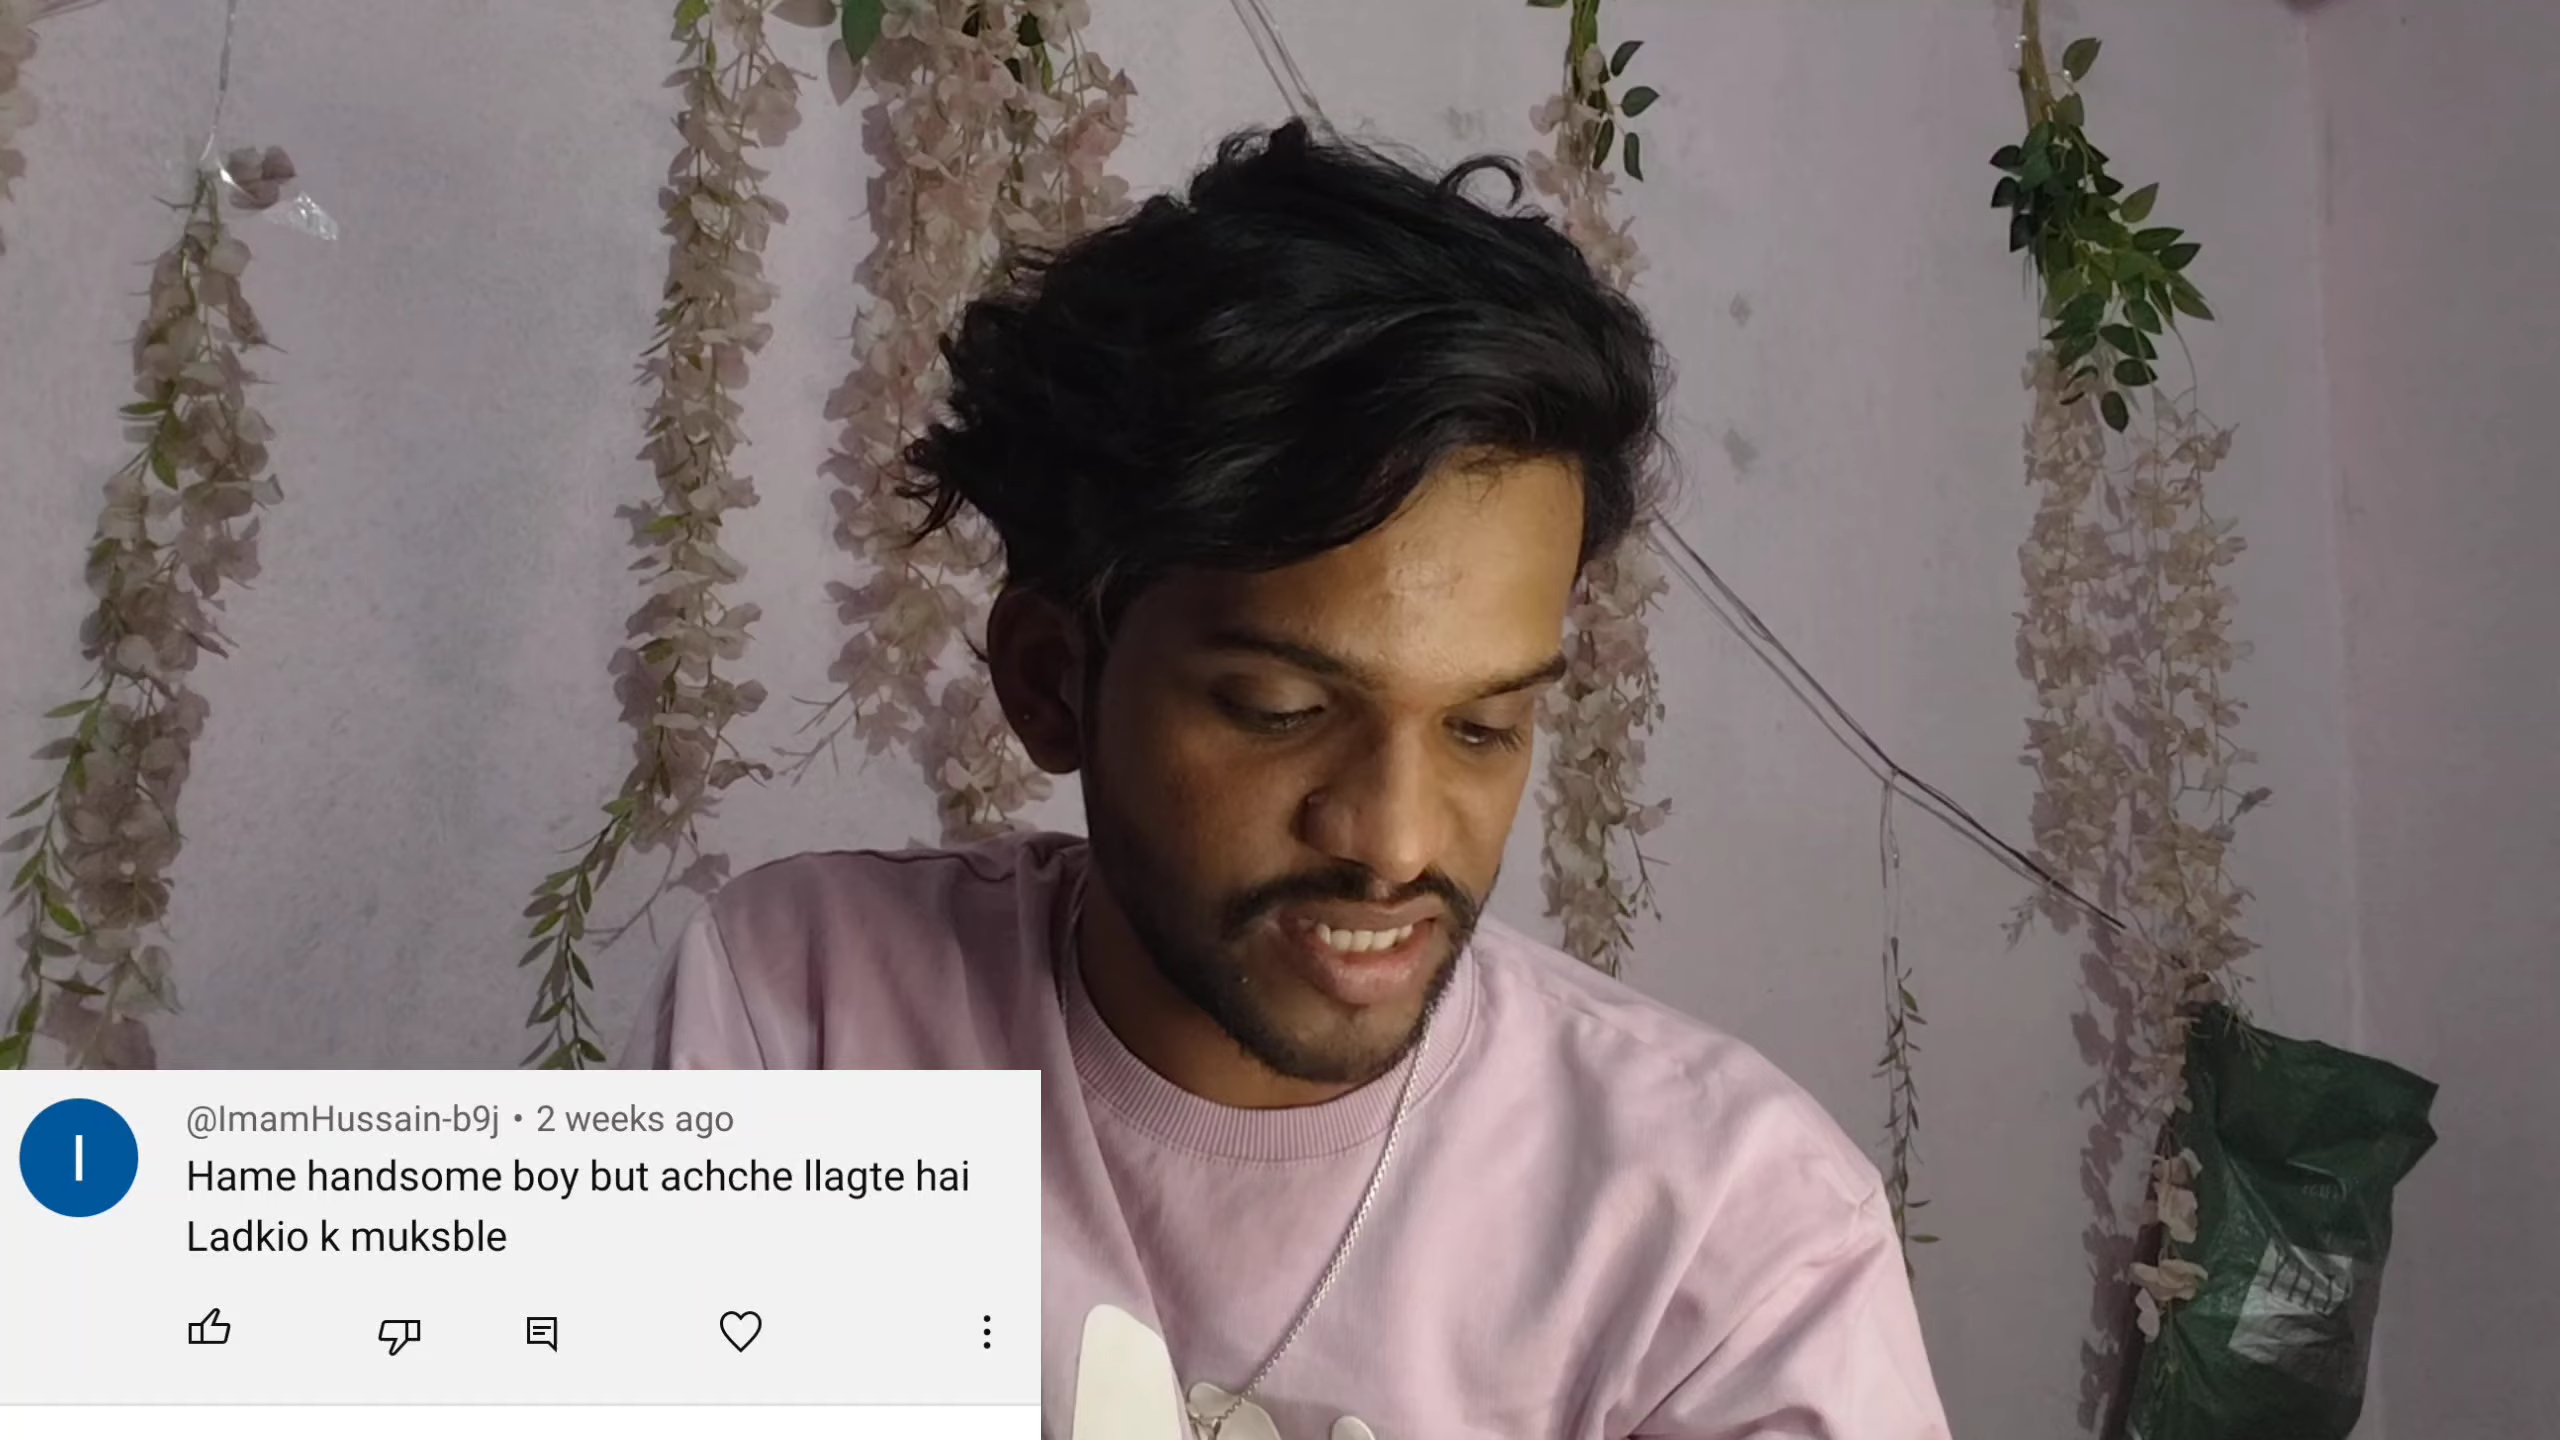 I
@ImamHussain-b9j • 2 weeks ago
Hame handsome boy but achche llagte hai
Ladkio k muksble